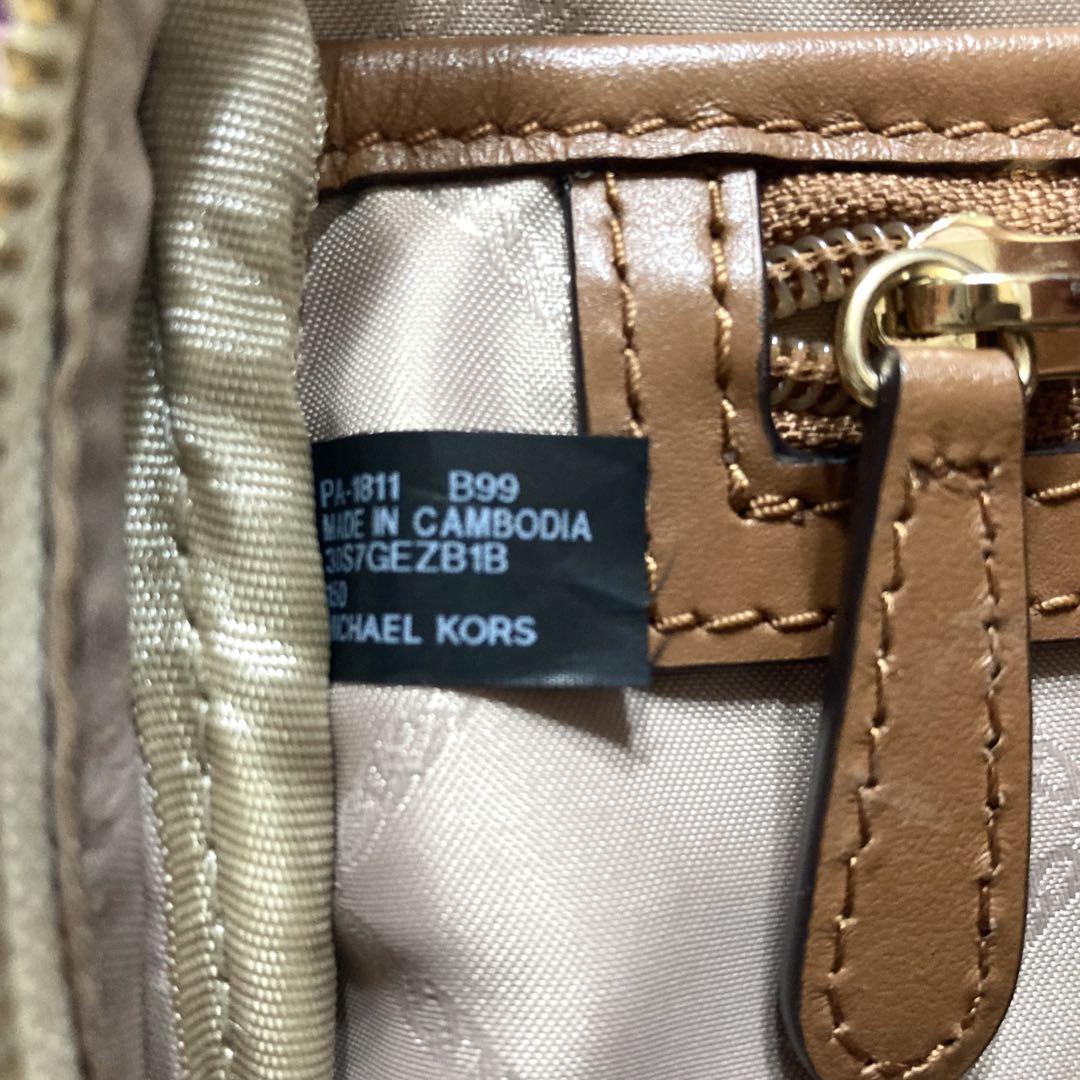 PA-1811 B99
MADE IN CAMBODIA
30S7GEZB1B
MICHAEL KORS